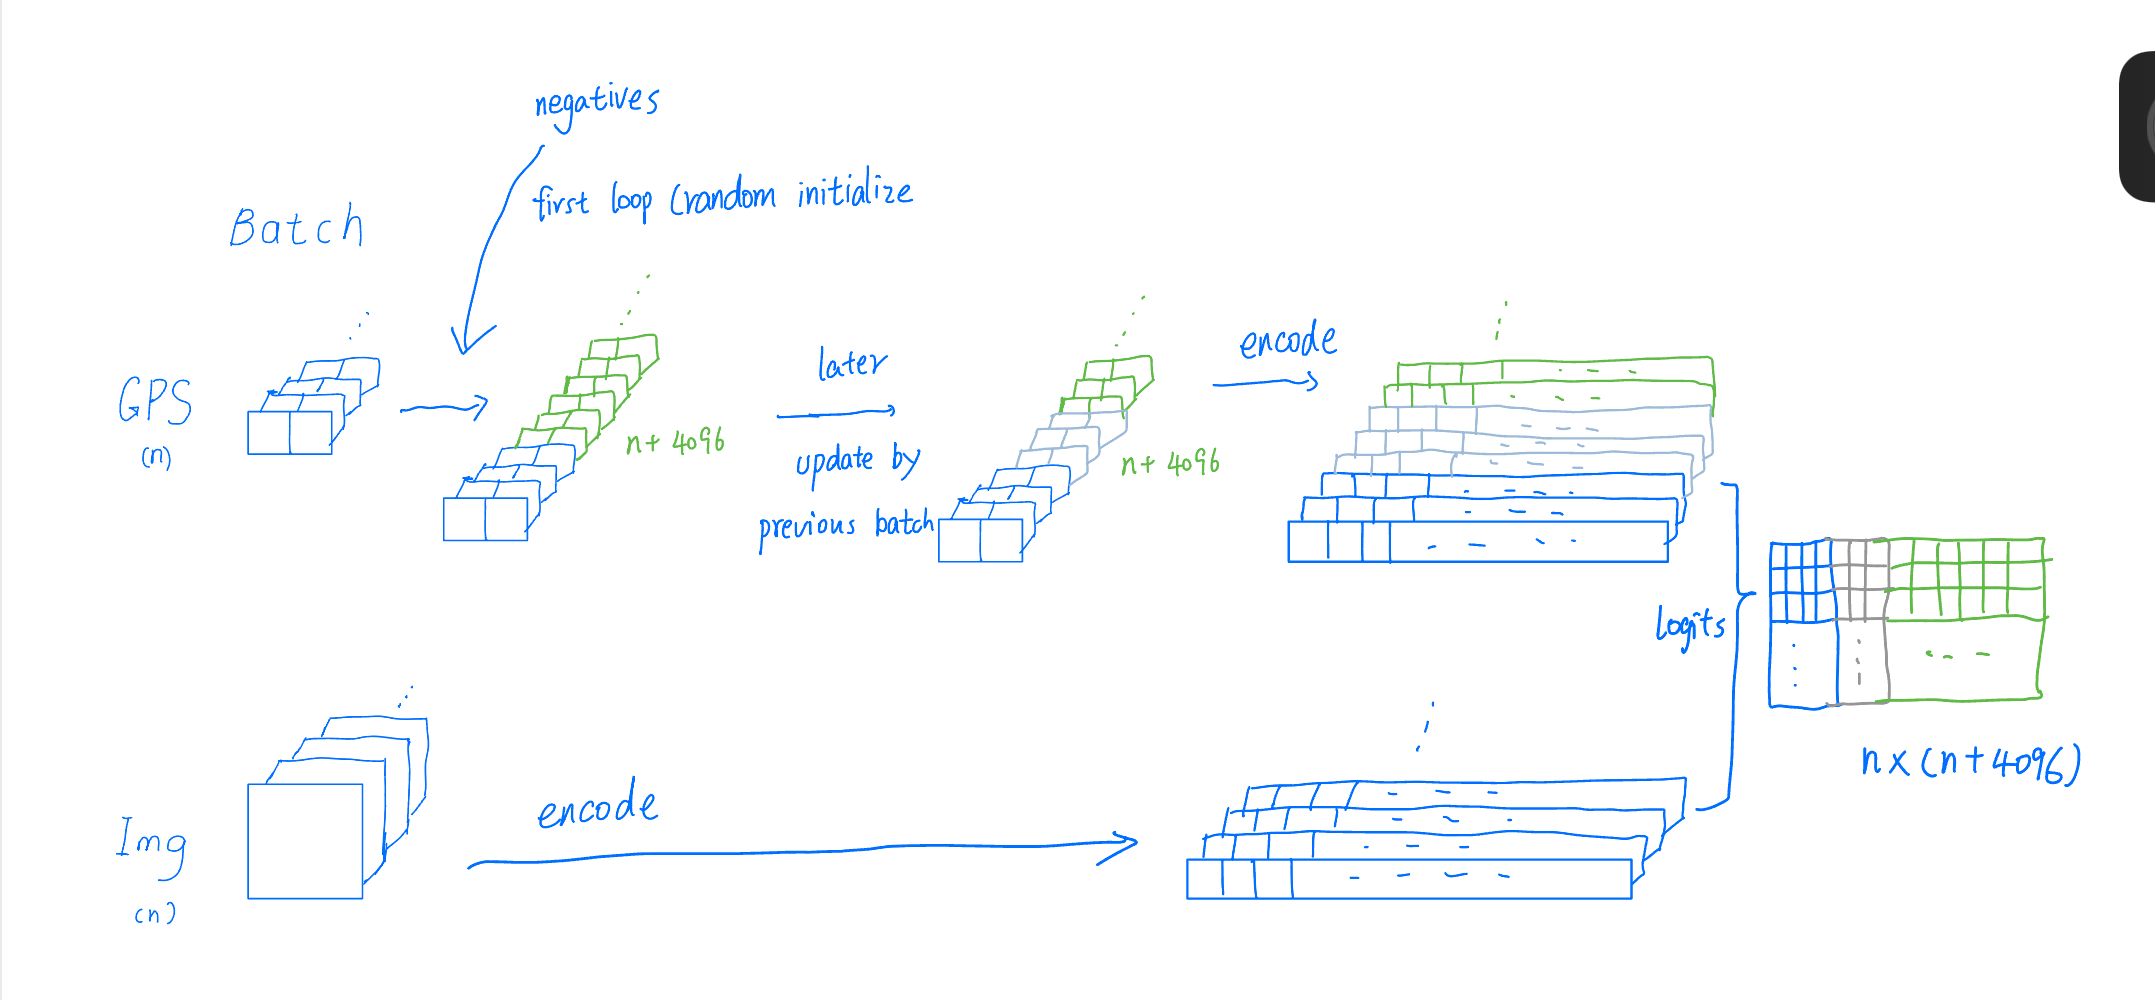 negatives
first loop (random initialize
Batch
GPS
(n)
n+ 4096
later
update by
previous batch
n+ 4096
encode
logits
n x (n+4096)
Img
(n)
encode